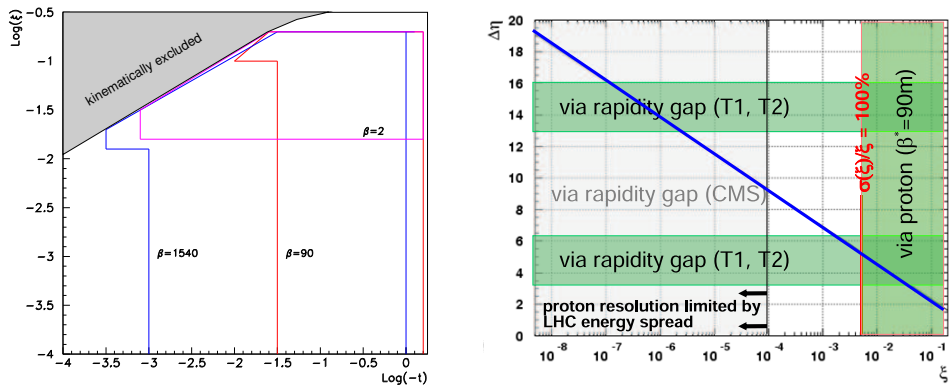 Log(ξ)
-0.5
-1
-1.5
-2
-2.5
-3
-3.5
-4
kinematically excluded
β=2
β=1540
β=90
-4 -3.5 -3 -2.5 -2 -1.5 -1 -0.5 0
Log(-t)
Δη
20
18
16
14
12
10
8
6
4
2
0
via rapidity gap (T1, T2)
via rapidity gap (CMS)
via rapidity gap (T1, T2)
proton resolution limited by
LHC energy spread
σ(ξ)/ξ = 100%
via proton (β*=90m)
10⁻⁸ 10⁻⁷ 10⁻⁶ 10⁻⁵ 10⁻⁴ 10⁻³ 10⁻² 10⁻¹
ξ